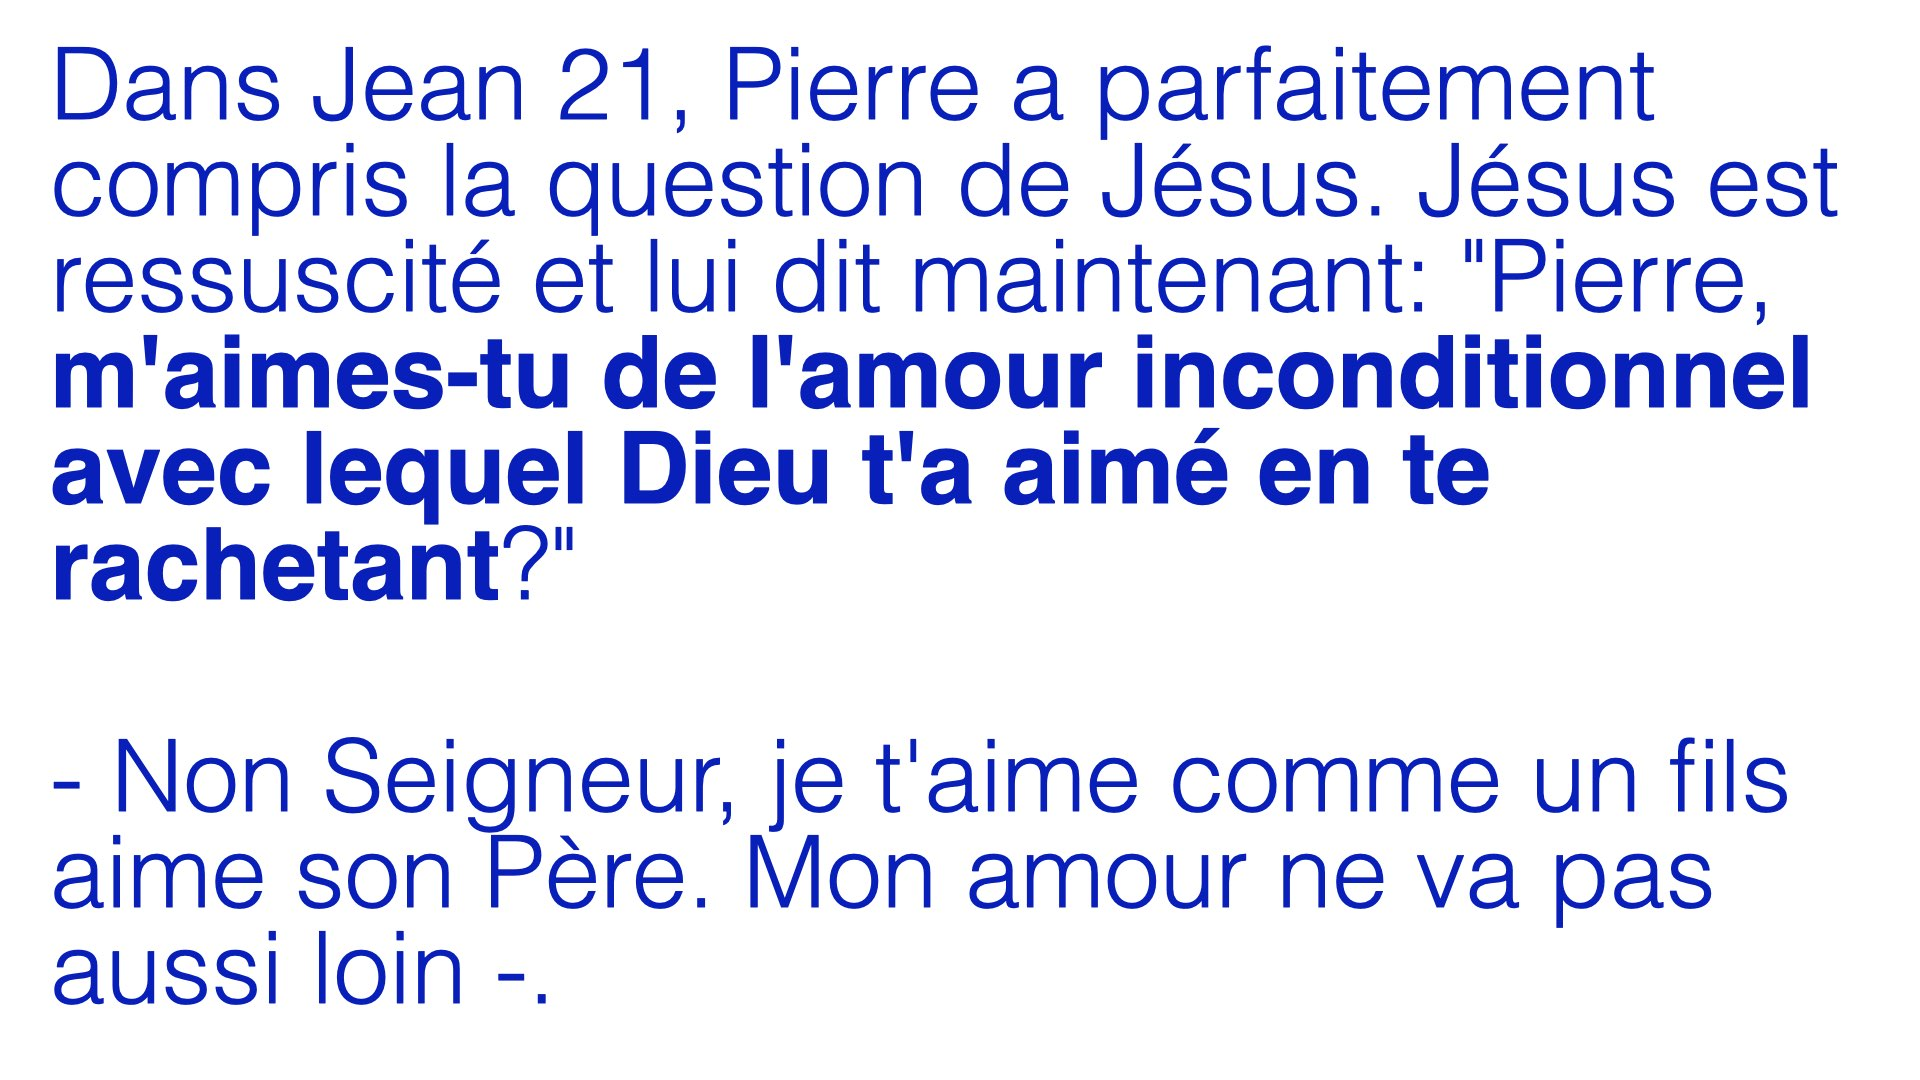 Dans Jean 21, Pierre a parfaitement
compris la question de Jésus. Jésus est
ressuscité et lui dit maintenant: "Pierre,
m'aimes-tu de l'amour inconditionnel
avec lequel Dieu t'a aimé en te
rachetant?"
- Non Seigneur, je t'aime comme un fils
aime son Père. Mon amour ne va pas
aussi loin -.